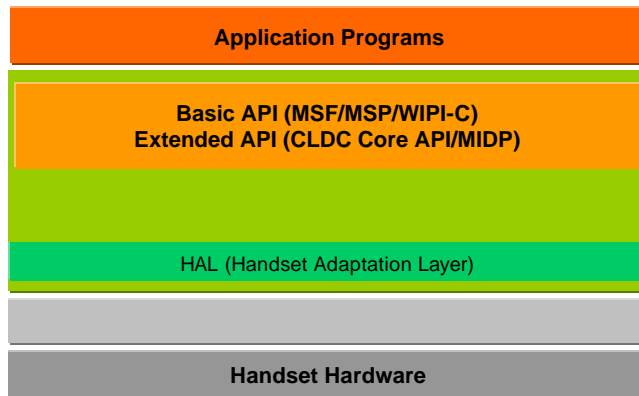 Application Programs
Basic API (MSF/MSP/WIPI-C)
Extended API (CLDC Core API/MIDP)
HAL (Handset Adaptation Layer)
Handset Hardware